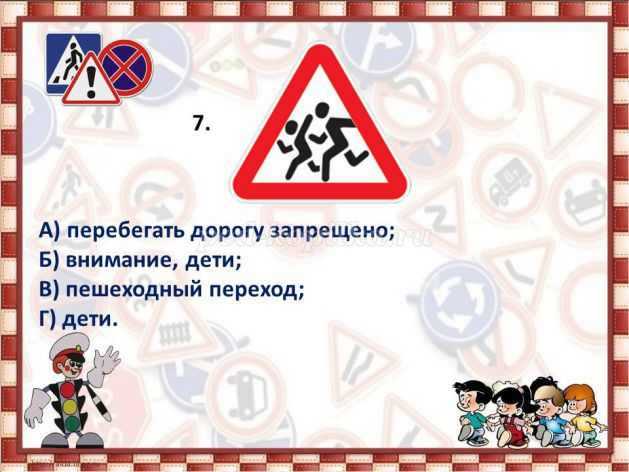 7.
А) перебегать дорогу запрещено;
Б) внимание, дети;
В) пешеходный переход;
Г) дети.